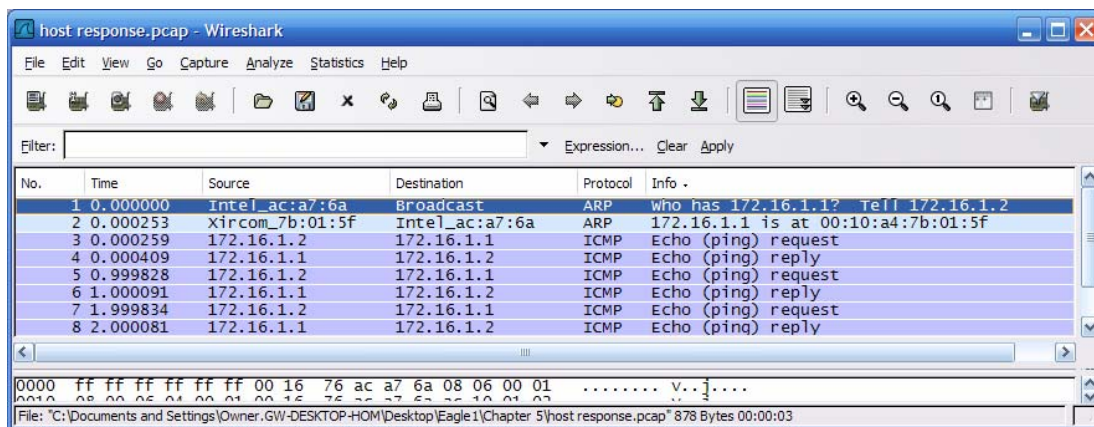 host response.pcap - Wireshark
File Edit View Go Capture Analyze Statistics Help
Filter: Expression... Clear Apply
No. Time Source Destination Protocol Info
1 0.000000 Intel_ac:a7:6a Broadcast ARP Who has 172.16.1.1? Tell 172.16.1.2
2 0.000253 Xircom_7b:01:5f Intel_ac:a7:6a ARP 172.16.1.1 is at 00:10:a4:7b:01:5f
3 0.000259 172.16.1.2 172.16.1.1 ICMP Echo (ping) request
4 0.000409 172.16.1.1 172.16.1.2 ICMP Echo (ping) reply
5 0.999828 172.16.1.2 172.16.1.1 ICMP Echo (ping) request
6 1.000091 172.16.1.1 172.16.1.2 ICMP Echo (ping) reply
7 1.999834 172.16.1.2 172.16.1.1 ICMP Echo (ping) request
8 2.000081 172.16.1.1 172.16.1.2 ICMP Echo (ping) reply
0000 ff ff ff ff ff ff 00 16 76 ac a7 6a 08 06 00 01 ........ v..j....
File: "C:\Documents and Settings\Owner.GW-DESKTOP-HOM\Desktop\Eagle1\Chapter 5\host response.pcap" 878 Bytes 00:00:03